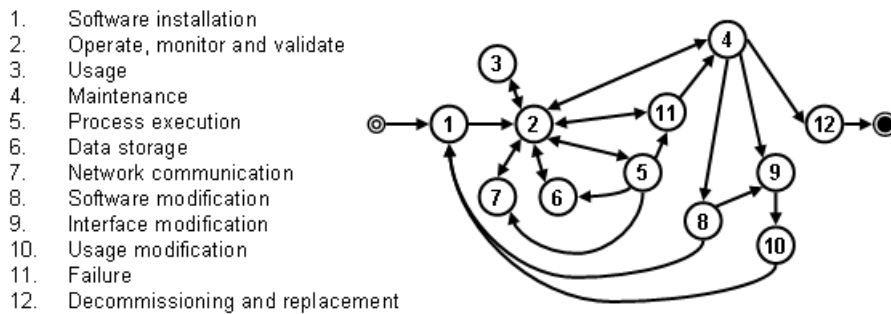 1. Software installation
2. Operate, monitor and validate
3. Usage
4. Maintenance
5. Process execution
6. Data storage
7. Network communication
8. Software modification
9. Interface modification
10. Usage modification
11. Failure
12. Decommissioning and replacement
4
3
11
1
2
12
5
9
7
6
8
10